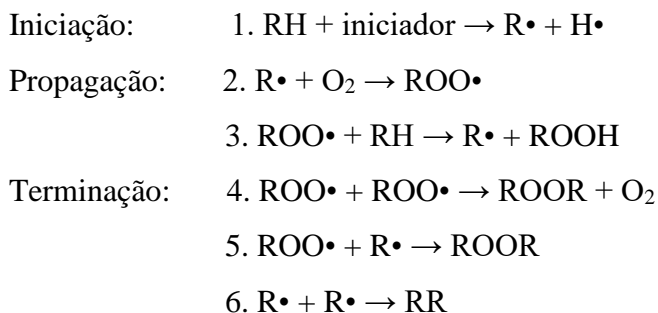 Iniciação: 1. RH + iniciador → R• + H•
Propagação: 2. R• + O₂ → ROO•
3. ROO• + RH → R• + ROOH
Terminação: 4. ROO• + ROO• → ROOR + O₂
5. ROO• + R• → ROOR
6. R• + R• → RR